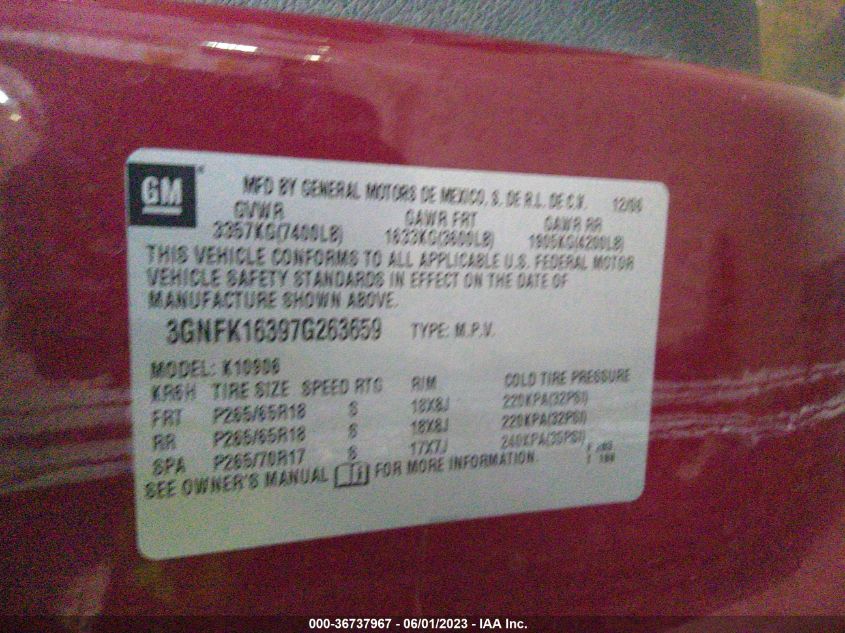 GM
MFD BY GENERAL MOTORS DE MEXICO, S. DE R.L. DE C.V. 12/06
GVWR GAWR FRT GAWR RR
3357KG(7400LB) 1633KG(3600LB) 1905KG(4200LB)
THIS VEHICLE CONFORMS TO ALL APPLICABLE U.S. FEDERAL MOTOR
VEHICLE SAFETY STANDARDS IN EFFECT ON THE DATE OF
MANUFACTURE SHOWN ABOVE.
3GNFK16397G263659 TYPE: M.P.V.
MODEL: K10906
TIRE SIZE SPEED RTG RIM COLD TIRE PRESSURE
FRT P265/65R18 S 18X8J 220KPA(32PSI)
RR P265/65R18 S 18X8J 220KPA(32PSI)
SPA P265/70R17 S 17X7J 240KPA(35PSI)
SEE OWNER'S MANUAL FOR MORE INFORMATION.
000-36737967 - 06/01/2023 - IAA Inc.